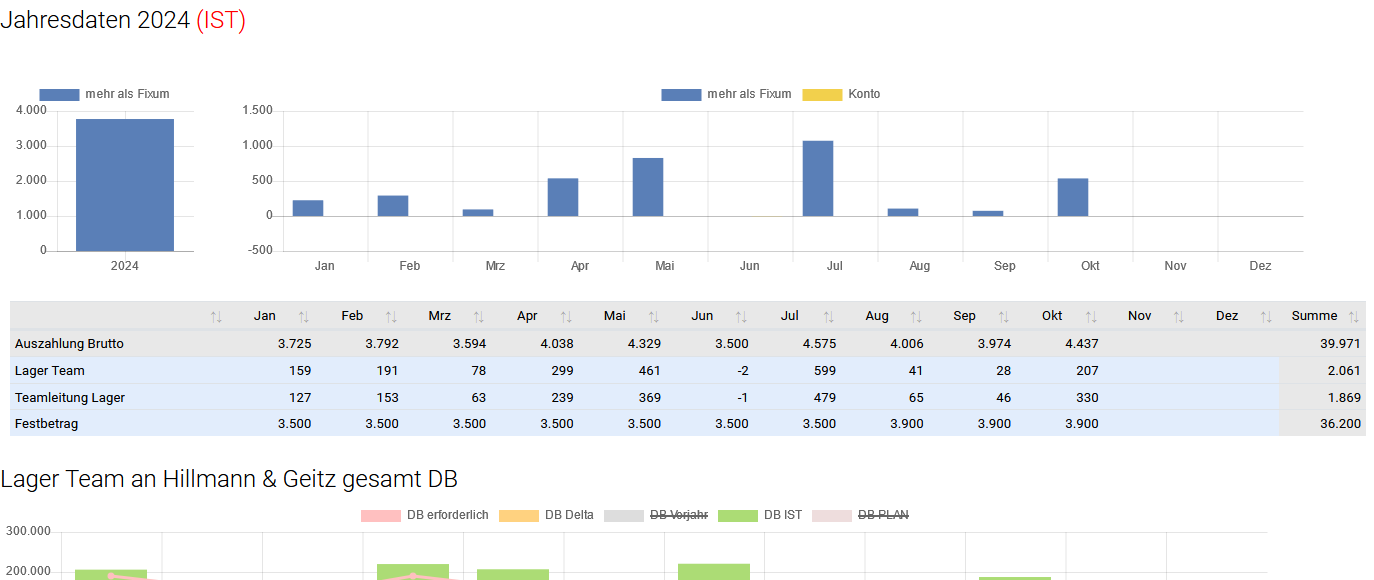 Jahresdaten 2024 (IST)
mehr als Fixum
4.000
3.000
2.000
1.000
0
2024
mehr als Fixum Konto
1.500
1.000
500
0
-500
Jan Feb Mrz Apr Mai Jun Jul Aug Sep Okt Nov Dez
Jan Feb Mrz Apr Mai Jun Jul Aug Sep Okt Nov Dez Summe
Auszahlung Brutto 3.725 3.792 3.594 4.038 4.329 3.500 4.575 4.006 3.974 4.437 39.971
Lager Team 159 191 78 299 461 -2 599 41 28 207 2.061
Teamleitung Lager 127 153 63 239 369 -1 479 65 46 330 1.869
Festbetrag 3.500 3.500 3.500 3.500 3.500 3.500 3.500 3.900 3.900 3.900 36.200
Lager Team an Hillmann & Geitz gesamt DB
DB erforderlich DB Delta DB Vorjahr DB IST DB PLAN
300.000
200.000